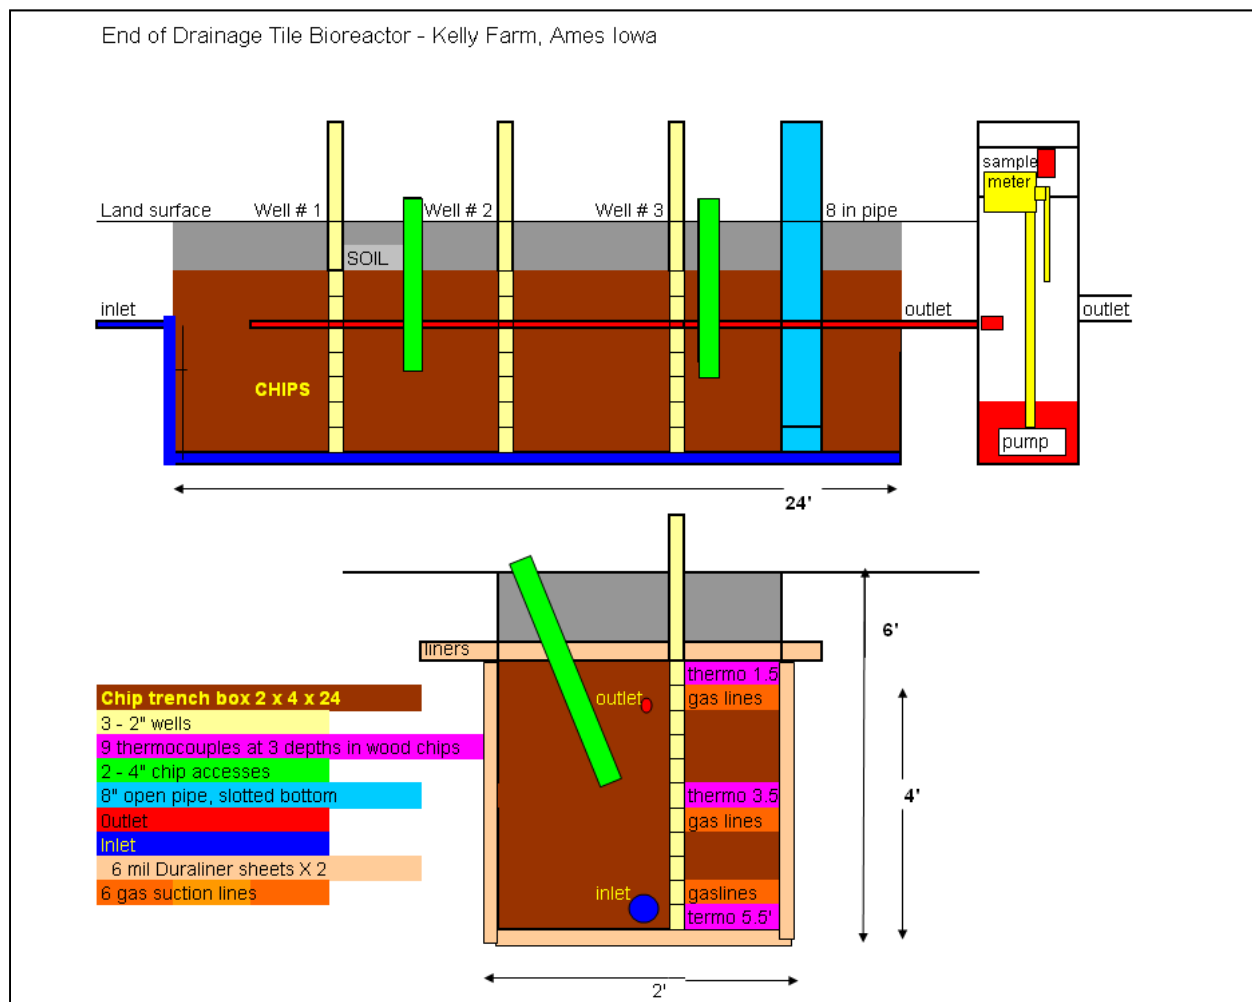 End of Drainage Tile Bioreactor - Kelly Farm, Ames Iowa
sample
meter
Land surface
Well # 1
Well # 2
Well # 3
8 in pipe
SOIL
inlet
outlet
outlet
CHIPS
pump
24'
6'
liners
thermo 1.5
Chip trench box 2 x 4 x 24
outlet
gas lines
3 - 2" wells
9 thermocouples at 3 depths in wood chips
2 - 4" chip accesses
8" open pipe, slotted bottom
thermo 3.5
4'
Outlet
gas lines
Inlet
6 mil Duraliner sheets X 2
6 gas suction lines
inlet
gaslines
termo 5.5'
2'